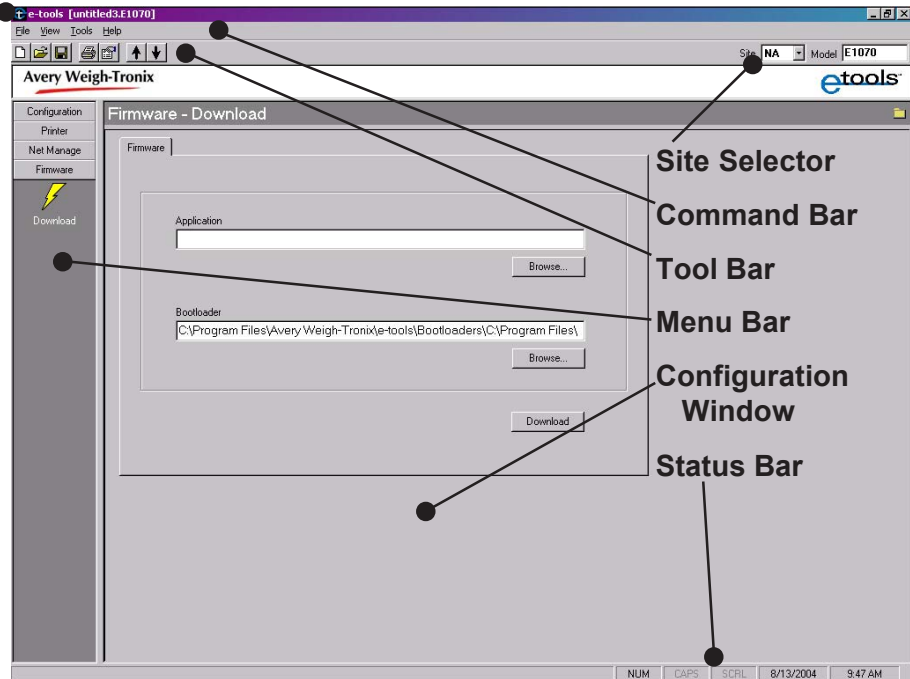 e-tools [untitled3.E1070]
File View Tools Help
Site NA Model E1070
Avery Weigh-Tronix
etools
Configuration
Printer
Net Manage
Firmware
Download
Firmware - Download
Firmware
Application
Browse...
Bootloader
C:\Program Files\Avery Weigh-Tronix\e-tools\Bootloaders\C:\Program Files\
Browse...
Download
Site Selector
Command Bar
Tool Bar
Menu Bar
Configuration
Window
Status Bar
NUM CAPS SCRL 8/13/2004 9:47 AM